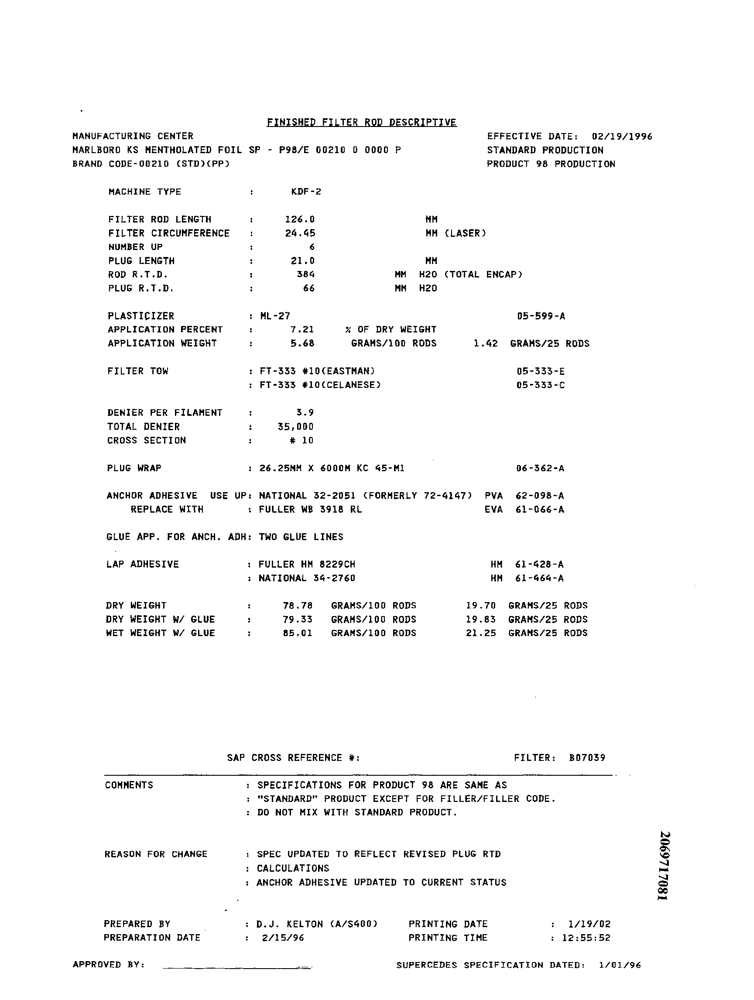 FINISHED FILTER ROD DESCRIPTIVE
MANUFACTURING CENTER EFFECTIVE DATE: 02/19/1996
MARLBORO KS MENTHOLATED FOIL SP - P98/E 00210 0 0000 P STANDARD PRODUCTION
BRAND CODE-00210 (STD)(PP) PRODUCT 98 PRODUCTION
MACHINE TYPE : KDF-2
FILTER ROD LENGTH : 126.0 MM
FILTER CIRCUMFERENCE : 24.45 MM (LASER)
NUMBER UP : 6
PLUG LENGTH : 21.0 MM
ROD R.T.D. : 384 MM H2O (TOTAL ENCAP)
PLUG R.T.D. : 66 MM H2O
PLASTICIZER : ML-27 05-599-A
APPLICATION PERCENT : 7.21 % OF DRY WEIGHT
APPLICATION WEIGHT : 5.68 GRAMS/100 RODS 1.42 GRAMS/25 RODS
FILTER TOW : FT-333 #10(EASTMAN) 05-333-E
: FT-333 #10(CELANESE) 05-333-C
DENIER PER FILAMENT : 3.9
TOTAL DENIER : 35,000
CROSS SECTION : # 10
PLUG WRAP : 26.25MM X 6000M KC 45-M1 06-362-A
ANCHOR ADHESIVE USE UP: NATIONAL 32-2051 (FORMERLY 72-4147) PVA 62-098-A
REPLACE WITH : FULLER WB 3918 RL EVA 61-066-A
GLUE APP. FOR ANCH. ADH: TWO GLUE LINES
LAP ADHESIVE : FULLER HM 8229CH HM 61-428-A
: NATIONAL 34-2760 HM 61-464-A
DRY WEIGHT : 78.78 GRAMS/100 RODS 19.70 GRAMS/25 RODS
DRY WEIGHT W/ GLUE : 79.33 GRAMS/100 RODS 19.83 GRAMS/25 RODS
WET WEIGHT W/ GLUE : 85.01 GRAMS/100 RODS 21.25 GRAMS/25 RODS
SAP CROSS REFERENCE #: FILTER: B07039
COMMENTS : SPECIFICATIONS FOR PRODUCT 98 ARE SAME AS
: "STANDARD" PRODUCT EXCEPT FOR FILLER/FILLER CODE.
: DO NOT MIX WITH STANDARD PRODUCT.
REASON FOR CHANGE : SPEC UPDATED TO REFLECT REVISED PLUG RTD
: CALCULATIONS
: ANCHOR ADHESIVE UPDATED TO CURRENT STATUS
PREPARED BY : D.J. KELTON (A/S400) PRINTING DATE : 1/19/02
PREPARATION DATE : 2/15/96 PRINTING TIME : 12:55:52
APPROVED BY: SUPERCEDES SPECIFICATION DATED: 1/01/96
2069717081